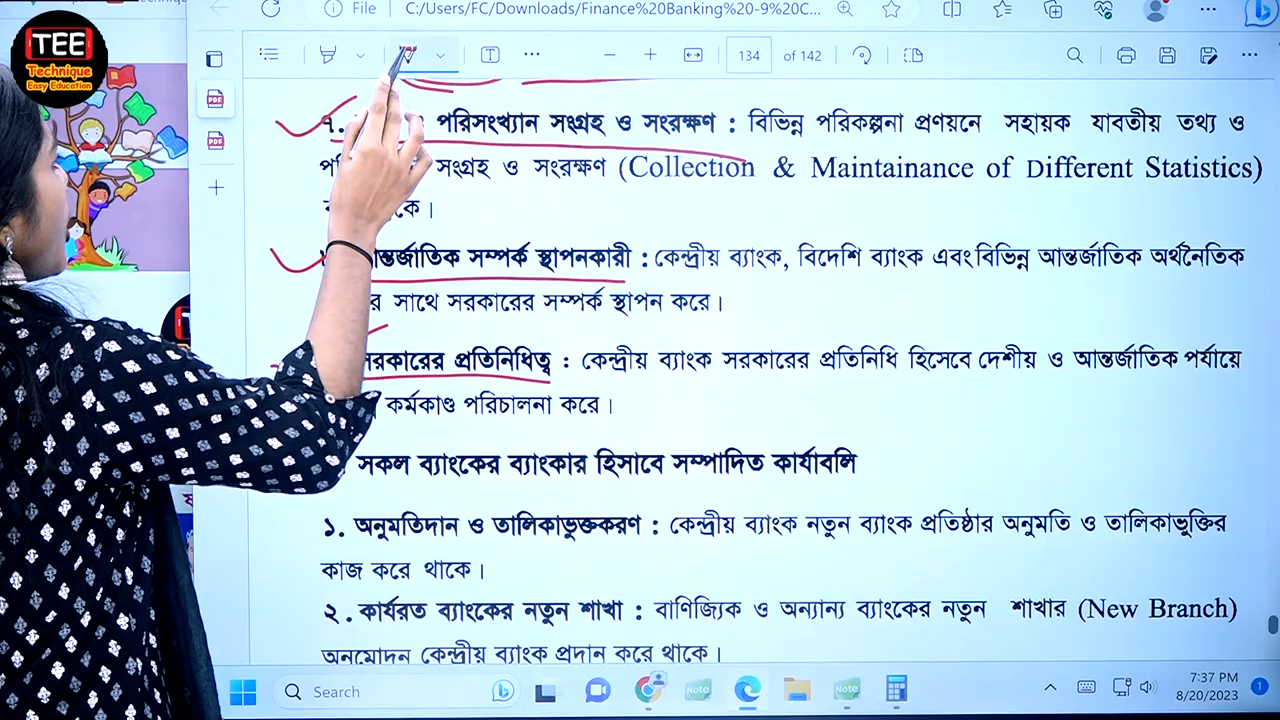 TEE
Technique
Easy Education
File
C:/Users/FC/Downloads/Finance%20Banking%20-9%20C...
134 of 142
৭. পরিসংখ্যান সংগ্রহ ও সংরক্ষণ : বিভিন্ন পরিকল্পনা প্রণয়নে সহায়ক যাবতীয় তথ্য ও
সংগ্রহ ও সংরক্ষণ (Collection & Maintainance of Different Statistics)
সম্পর্ক স্থাপনকারী : কেন্দ্রীয় ব্যাংক, বিদেশি ব্যাংক এবং বিভিন্ন আন্তর্জাতিক অর্থনৈতিক
সাথে সরকারের সম্পর্ক স্থাপন করে।
সরকারের প্রতিনিধিত্ব : কেন্দ্রীয় ব্যাংক সরকারের প্রতিনিধি হিসেবে দেশীয় ও আন্তর্জাতিক পর্যায়ে
কর্মকাণ্ড পরিচালনা করে।
সকল ব্যাংকের ব্যাংকার হিসাবে সম্পাদিত কার্যাবলি
১. অনুমতিদান ও তালিকাভুক্তকরণ : কেন্দ্রীয় ব্যাংক নতুন ব্যাংক প্রতিষ্ঠার অনুমতি ও তালিকাভুক্তির
কাজ করে থাকে।
২. কার্যরত ব্যাংকের নতুন শাখা : বাণিজ্যিক ও অন্যান্য ব্যাংকের নতুন শাখার (New Branch)
অনুমোদন কেন্দ্রীয় ব্যাংক প্রদান করে থাকে।
Search
Note
Note
7:37 PM
8/20/2023
1